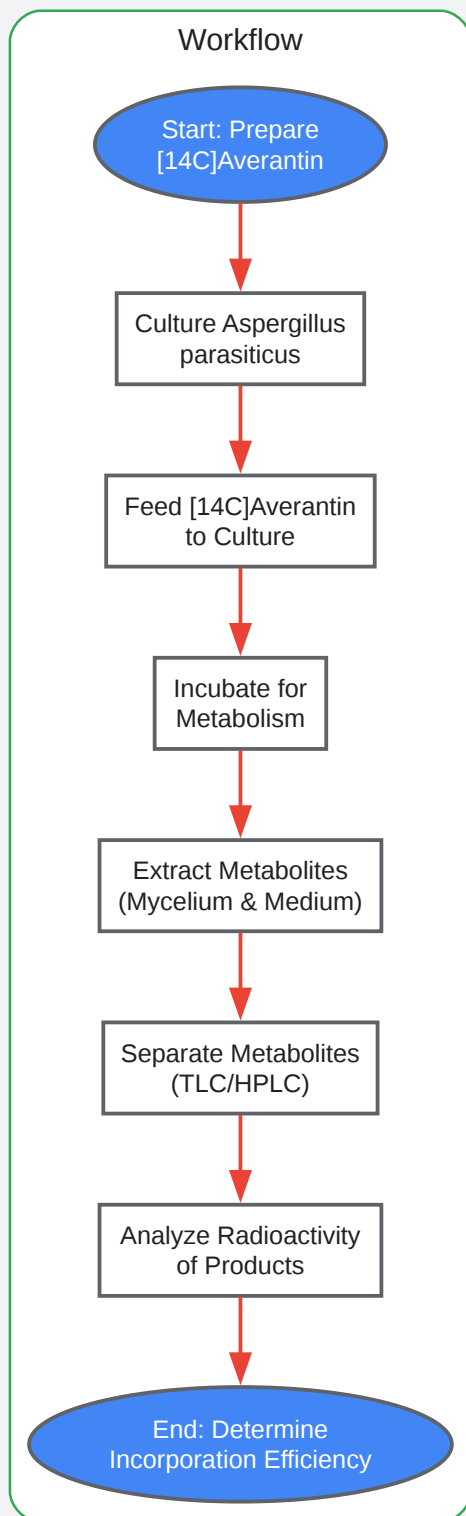 Workflow
Start: Prepare
[14C]Averantin
Culture Aspergillus
parasiticus
Feed [14C]Averantin
to Culture
Incubate for
Metabolism
Extract Metabolites
(Mycelium & Medium)
Separate Metabolites
(TLC/HPLC)
Analyze Radioactivity
of Products
End: Determine
Incorporation Efficiency